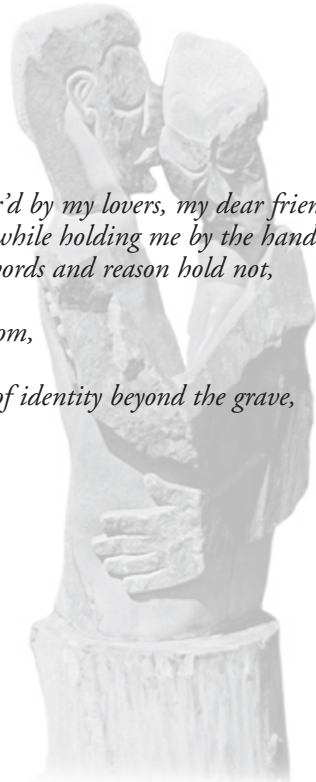 r’d by my lovers, my dear frien
while holding me by the hand
words and reason hold not,
om,
of identity beyond the grave,